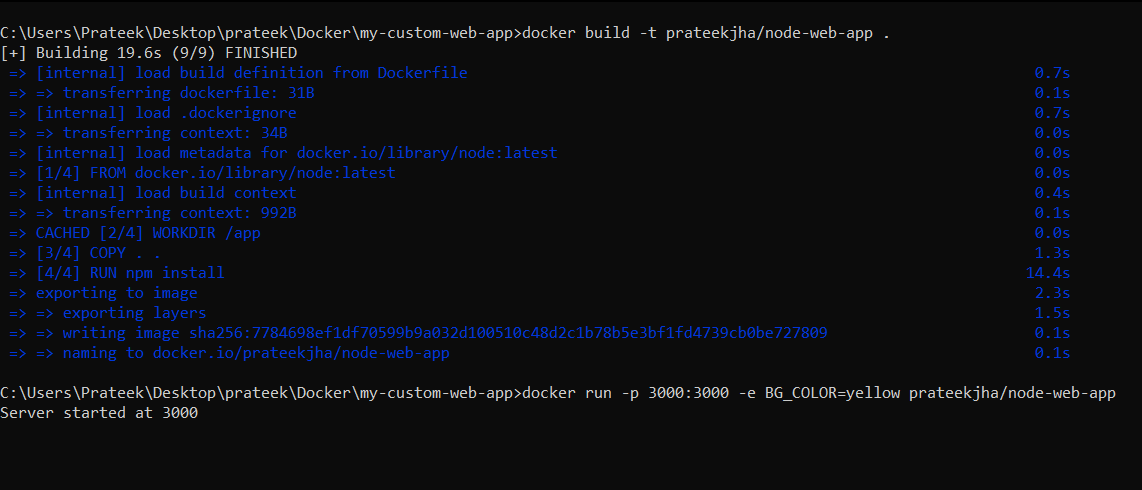 C:\Users\Prateek\Desktop\prateek\Docker\my-custom-web-app>docker build -t prateekjha/node-web-app .
[+] Building 19.6s (9/9) FINISHED
=> [internal] load build definition from Dockerfile 0.7s
=> => transferring dockerfile: 31B 0.1s
=> [internal] load .dockerignore 0.7s
=> => transferring context: 34B 0.0s
=> [internal] load metadata for docker.io/library/node:latest 0.0s
=> [1/4] FROM docker.io/library/node:latest 0.0s
=> [internal] load build context 0.4s
=> => transferring context: 992B 0.1s
=> CACHED [2/4] WORKDIR /app 0.0s
=> [3/4] COPY . . 1.3s
=> [4/4] RUN npm install 14.4s
=> exporting to image 2.3s
=> => exporting layers 1.5s
=> => writing image sha256:7784698ef1df70599b9a032d100510c48d2c1b78b5e3bf1fd4739cb0be727809 0.1s
=> => naming to docker.io/prateekjha/node-web-app 0.1s
C:\Users\Prateek\Desktop\prateek\Docker\my-custom-web-app>docker run -p 3000:3000 -e BG_COLOR=yellow prateekjha/node-web-app
Server started at 3000